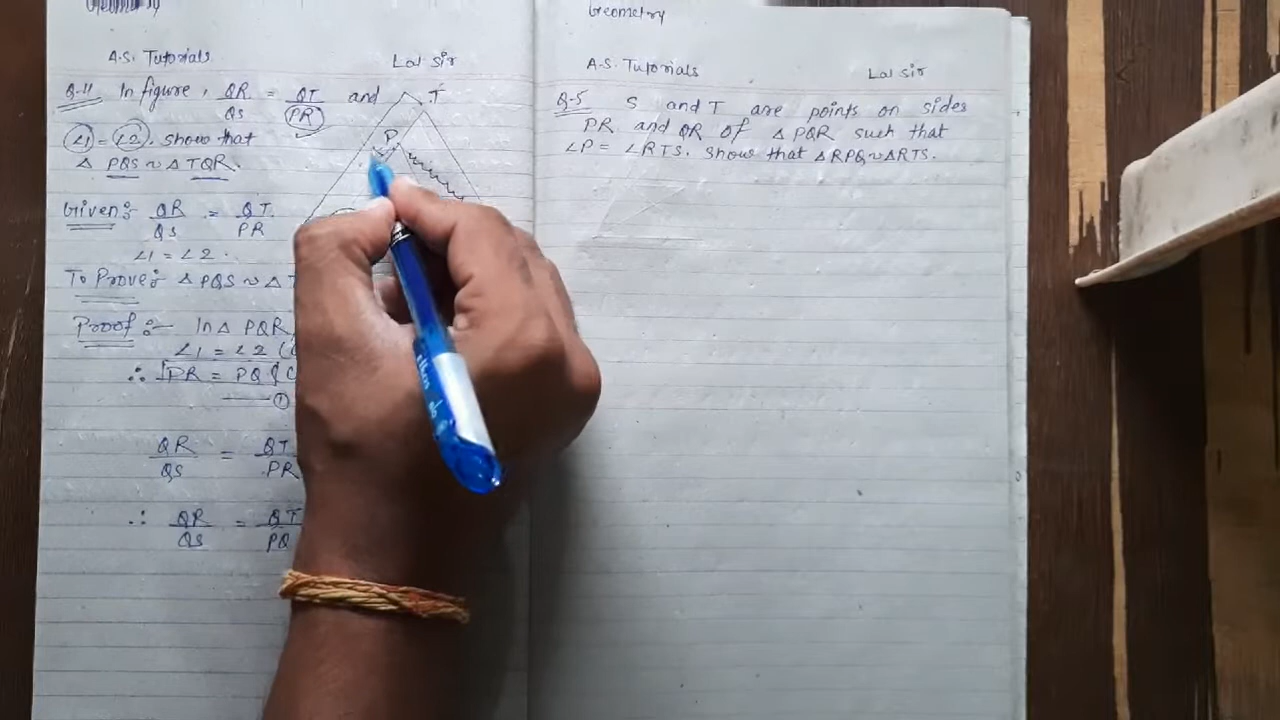 Geometry
A.S. Tutorials Lal Sir
Q-11 In figure, QR/QS = QT/PR and
∠1 = ∠2. Show that
Δ PQS ~ Δ TQR.
T
P
Given:- QR/QS = QT/PR
∠1 = ∠2.
To Prove:- Δ PQS ~ Δ T
Proof :- In Δ PQR
∠1 = ∠2 (
∴ PR = PQ {
①
QR/QS = QT/PR
∴ QR/QS = QT/PQ
Geometry
A.S. Tutorials Lal Sir
Q-5 S and T are points on sides
PR and QR of Δ PQR such that
∠P = ∠RTS. Show that ΔRPQ ~ ΔRTS.